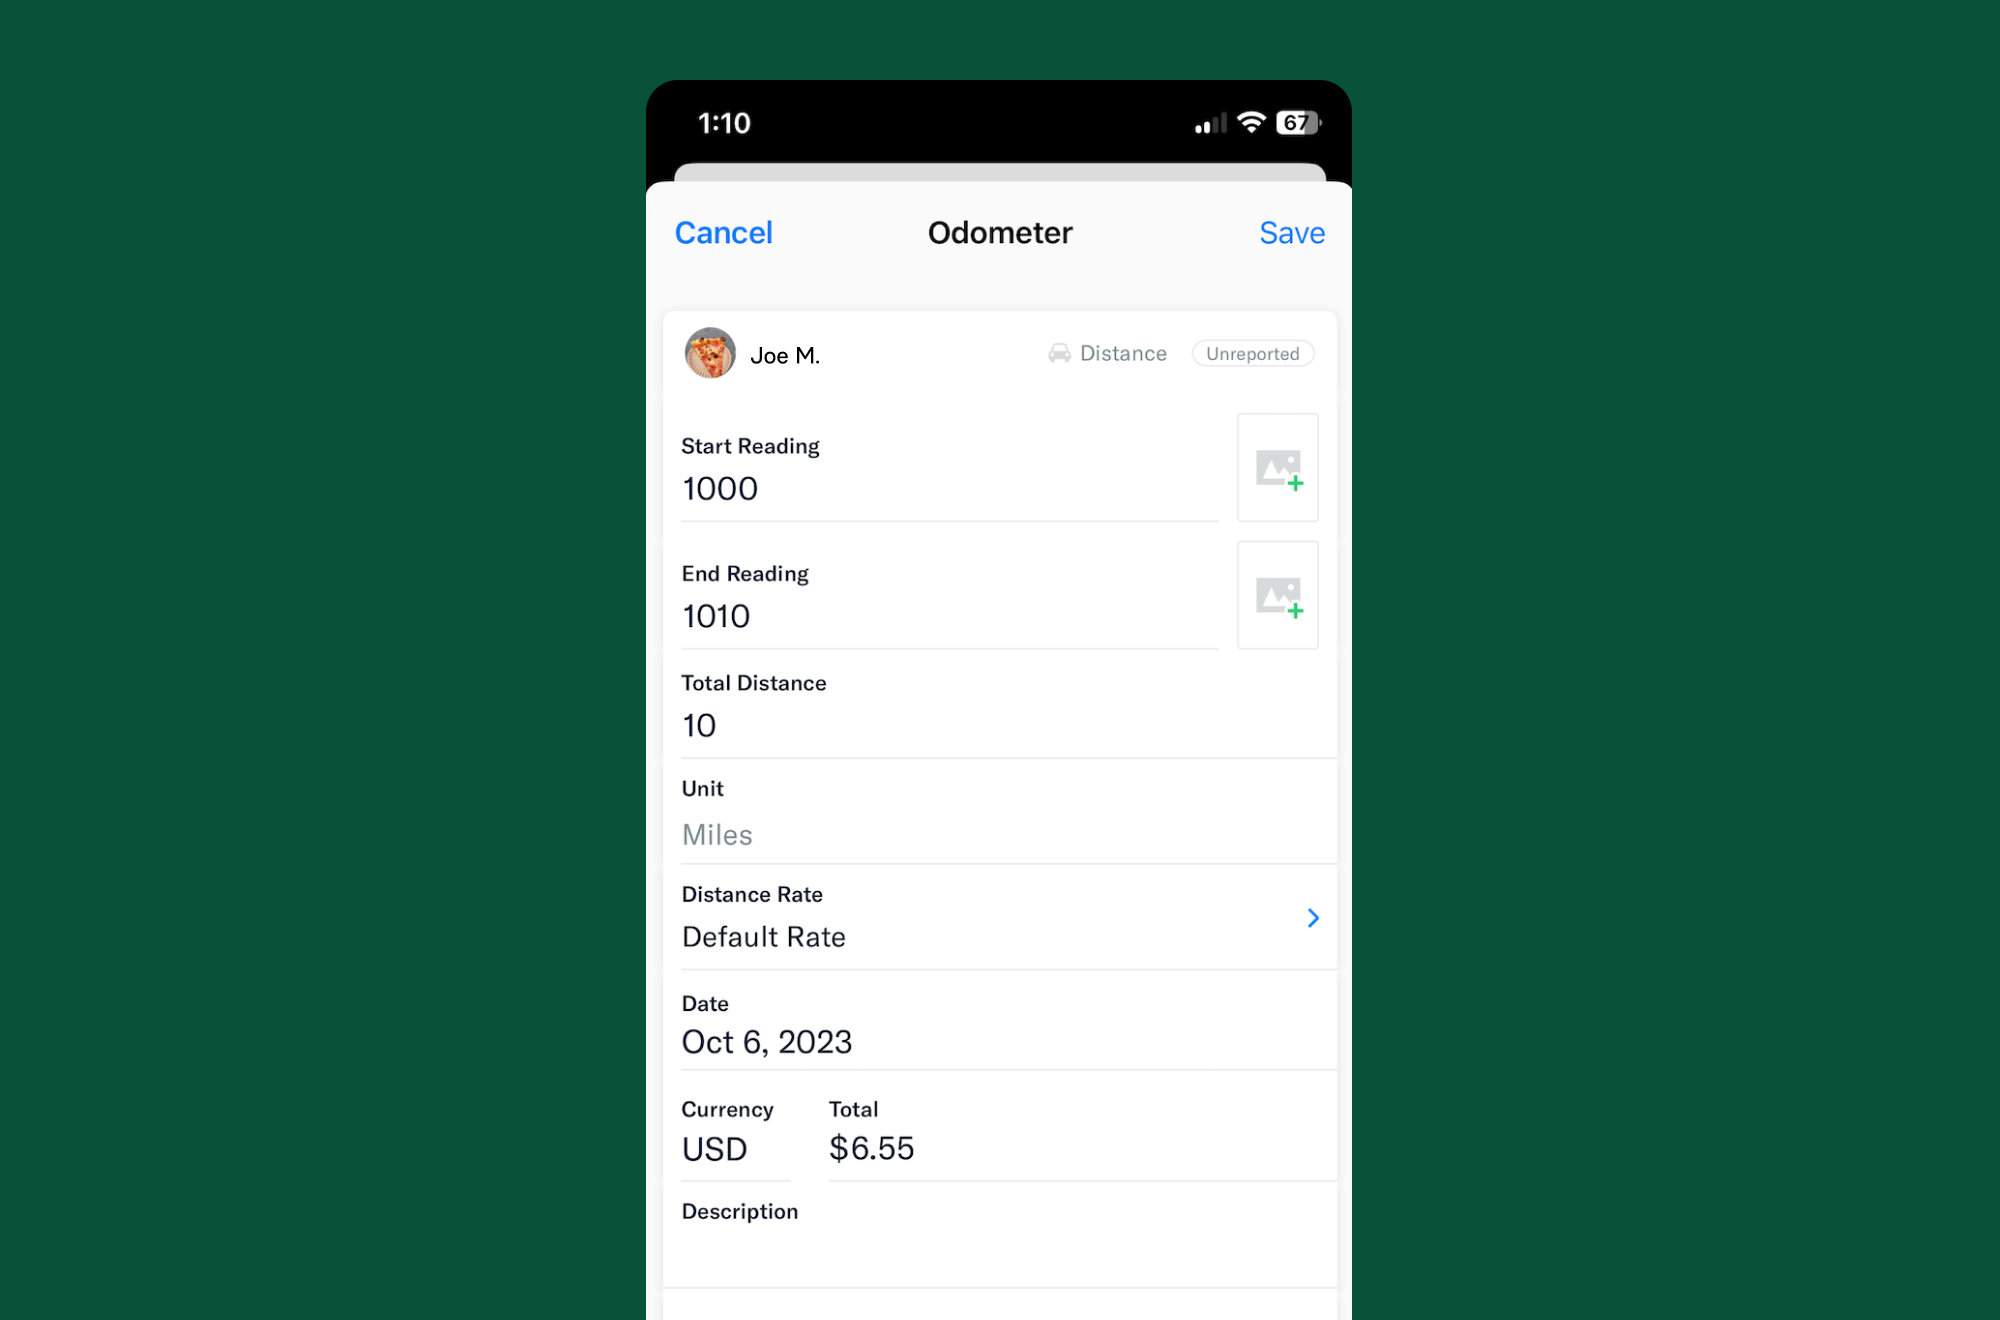 1:10
67
Cancel
Odometer
Save
Joe M.
Distance
Unreported
Start Reading
1000
End Reading
1010
Total Distance
10
Unit
Miles
Distance Rate
Default Rate
Date
Oct 6, 2023
Currency
Total
USD
$6.55
Description